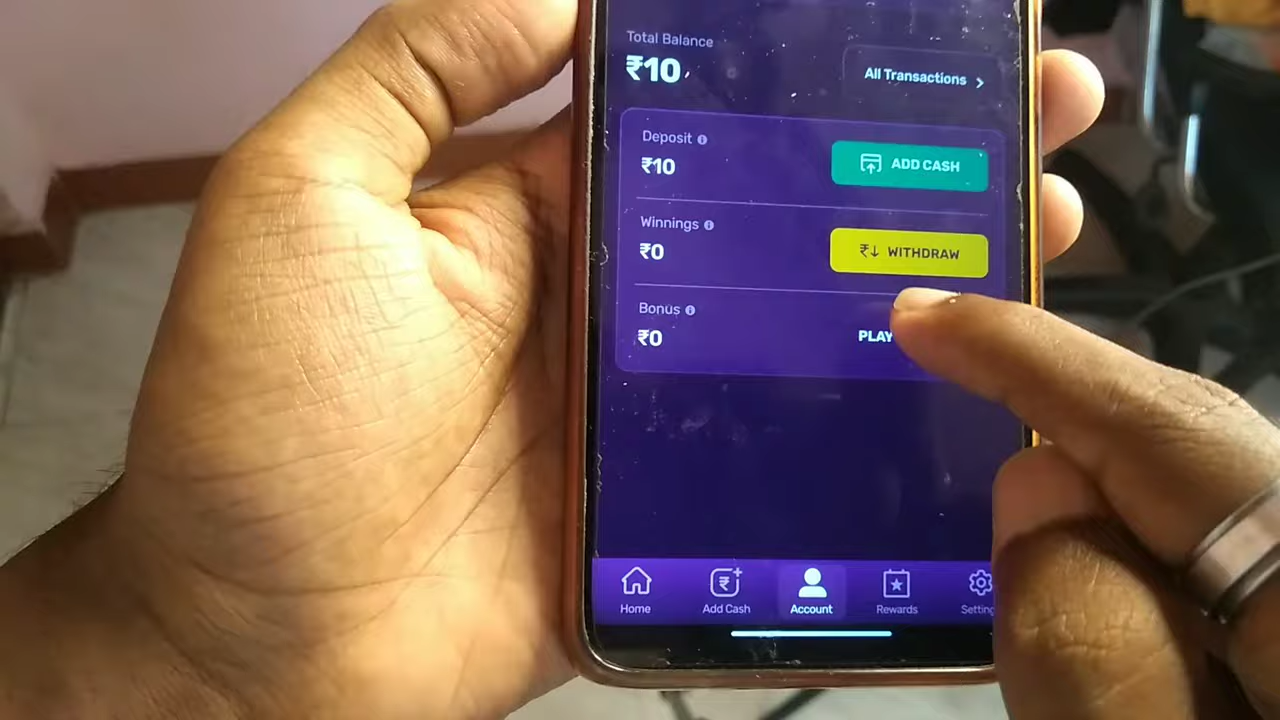 Total Balance
₹10
All Transactions >
Deposit
₹10
ADD CASH
Winnings
₹0
₹↓ WITHDRAW
Bonus
₹0
PLAY
Home
Add Cash
Account
Rewards
Setting